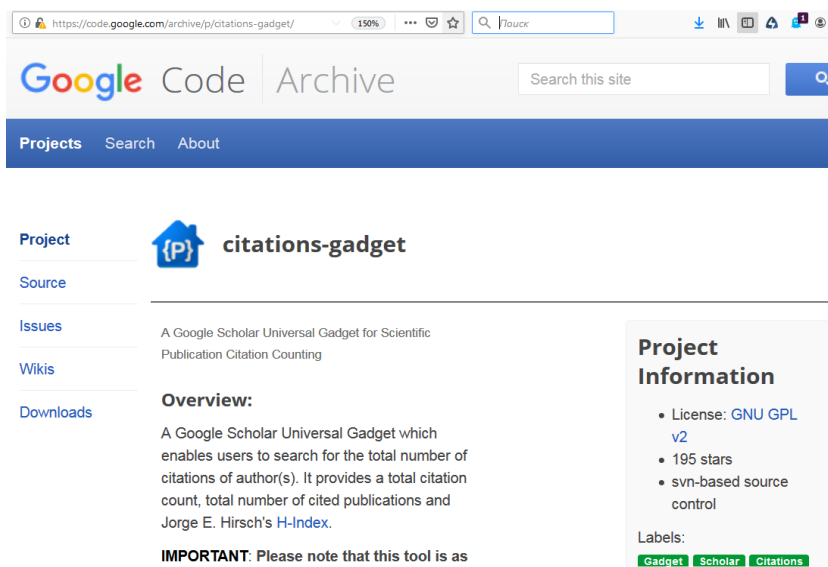 https://code.google.com/archive/p/citations-gadget/ 150% ••• Поиск 1
Google Code Archive Search this site
Projects Search About
Project
Source
Issues
Wikis
Downloads
{P} citations-gadget
A Google Scholar Universal Gadget for Scientific
Publication Citation Counting
Overview:
A Google Scholar Universal Gadget which
enables users to search for the total number of
citations of author(s). It provides a total citation
count, total number of cited publications and
Jorge E. Hirsch's H-Index.
IMPORTANT: Please note that this tool is as
Project
Information
• License: GNU GPL
v2
• 195 stars
• svn-based source
control
Labels:
Gadget Scholar Citations